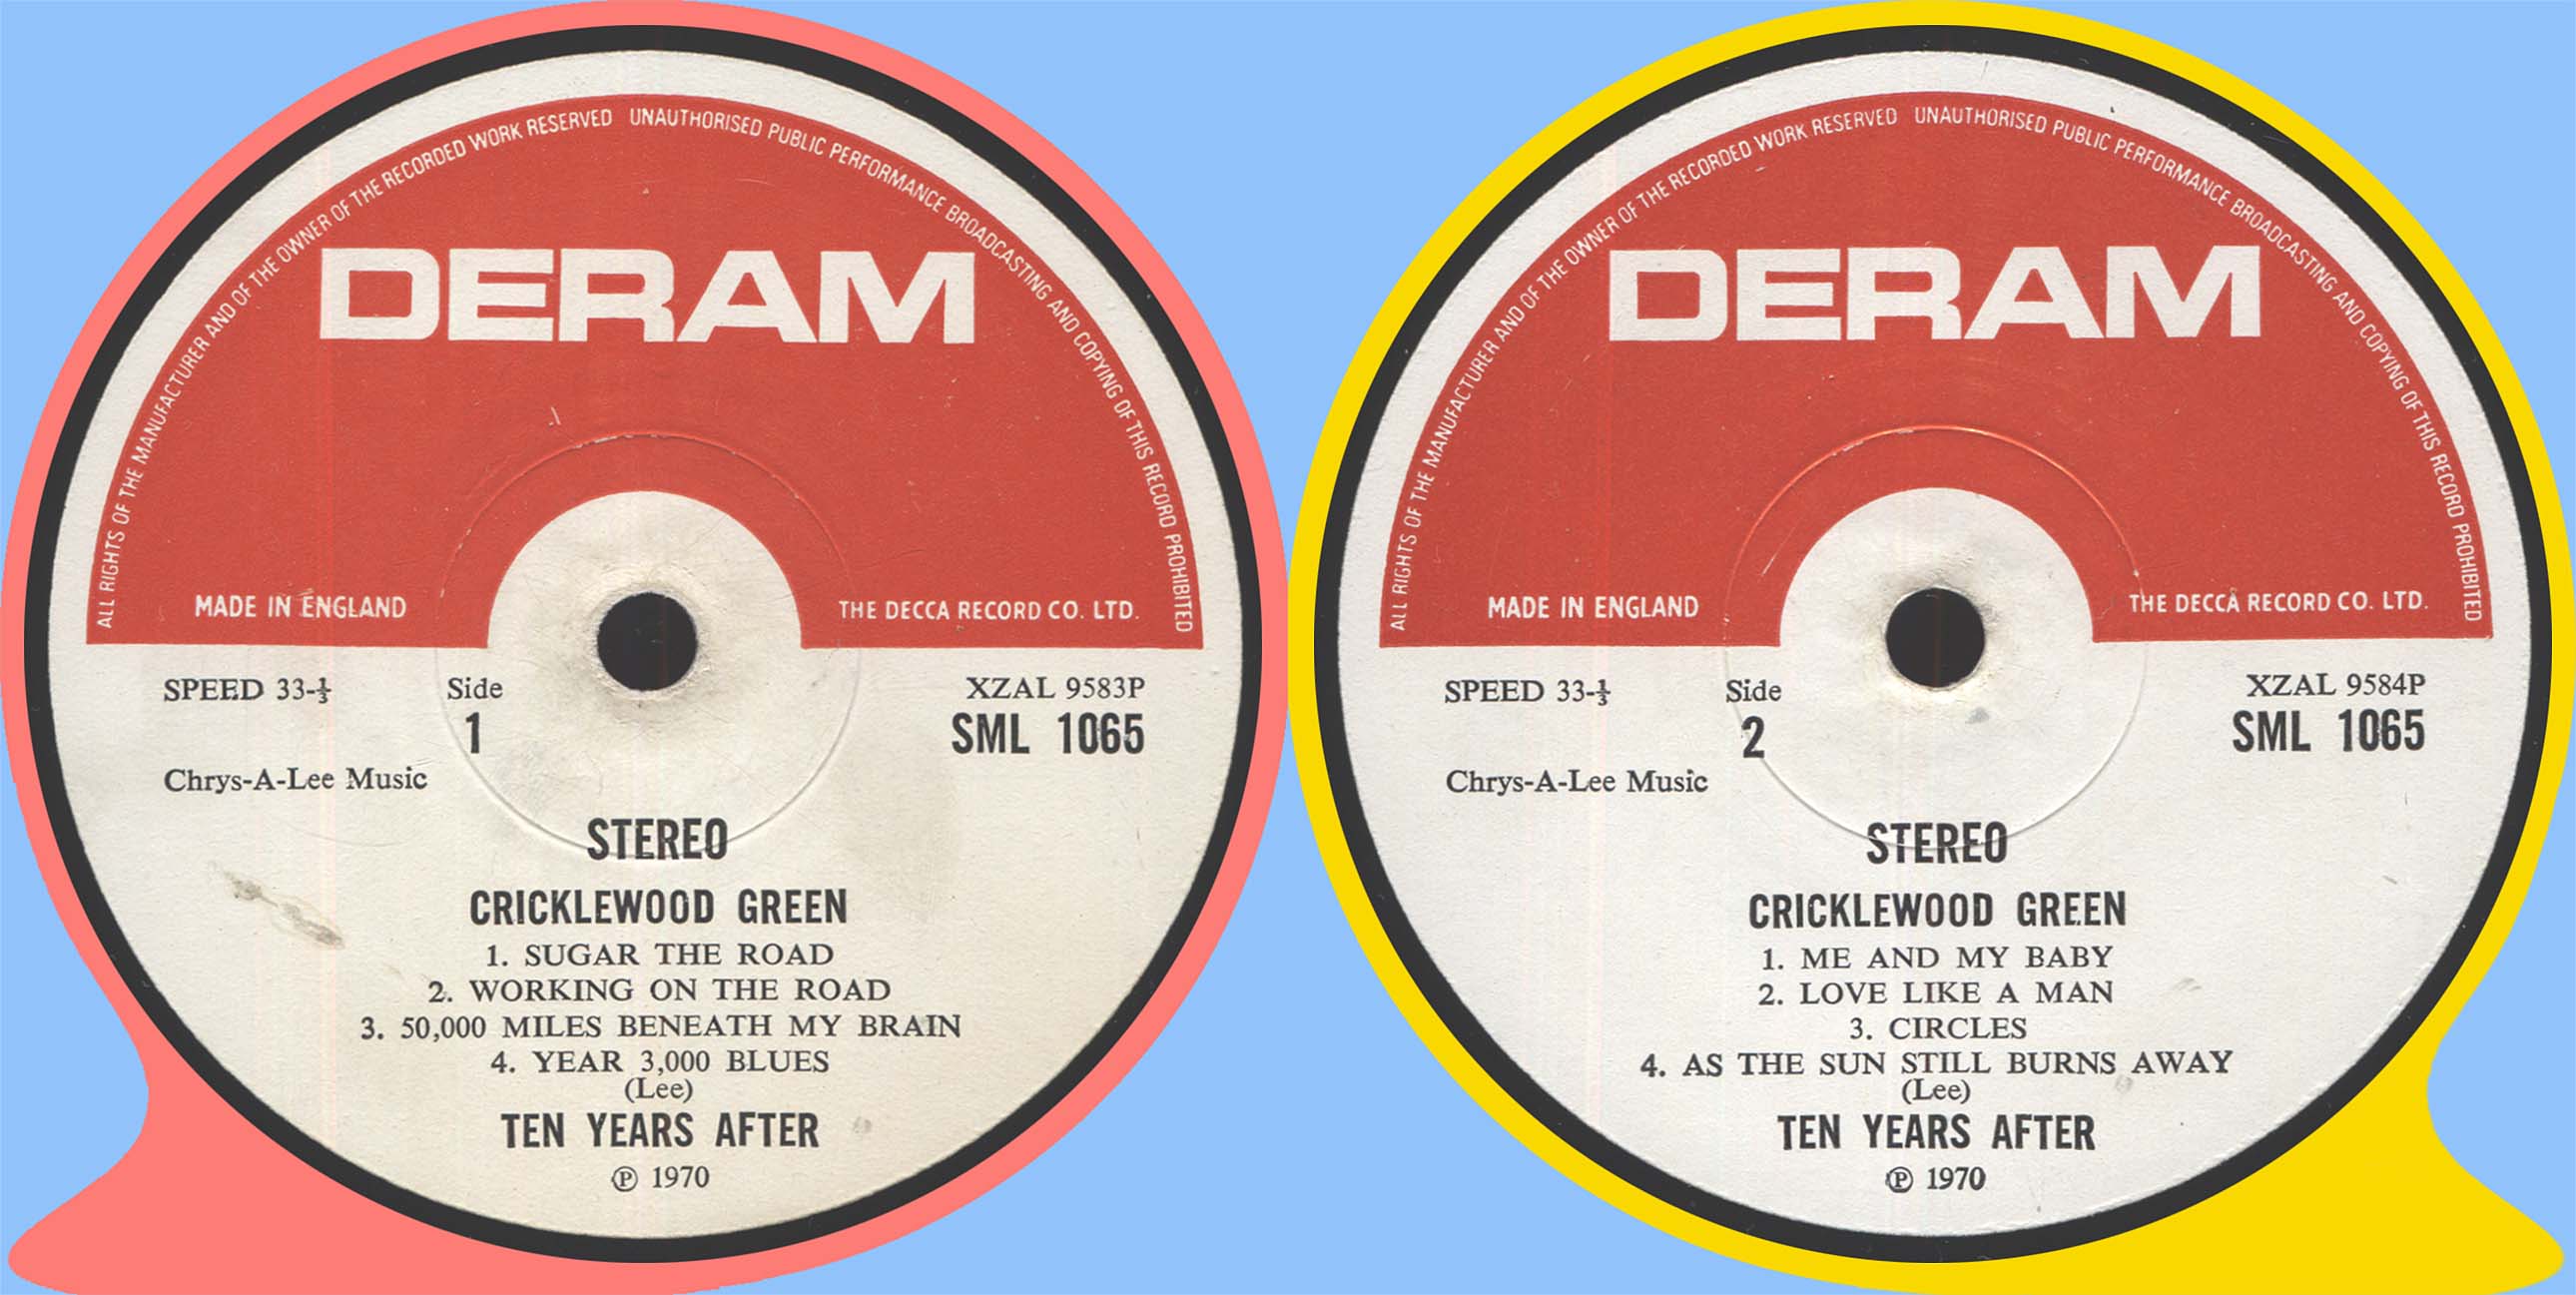 ALL RIGHTS OF THE MANUFACTURER AND OF THE OWNER OF THE RECORDED WORK RESERVED UNAUTHORISED PUBLIC PERFORMANCE BROADCASTING AND COPYING OF THIS RECORD PROHIBITED
DERAM
MADE IN ENGLAND
THE DECCA RECORD CO. LTD.
SPEED 33-⅓
Side
1
XZAL 9583P
SML 1065
Chrys-A-Lee Music
STEREO
CRICKLEWOOD GREEN
1. SUGAR THE ROAD
2. WORKING ON THE ROAD
3. 50,000 MILES BENEATH MY BRAIN
4. YEAR 3,000 BLUES
(Lee)
TEN YEARS AFTER
℗ 1970
ALL RIGHTS OF THE MANUFACTURER AND OF THE OWNER OF THE RECORDED WORK RESERVED UNAUTHORISED PUBLIC PERFORMANCE BROADCASTING AND COPYING OF THIS RECORD PROHIBITED
DERAM
MADE IN ENGLAND
THE DECCA RECORD CO. LTD.
SPEED 33-⅓
Side
2
XZAL 9584P
SML 1065
Chrys-A-Lee Music
STEREO
CRICKLEWOOD GREEN
1. ME AND MY BABY
2. LOVE LIKE A MAN
3. CIRCLES
4. AS THE SUN STILL BURNS AWAY
(Lee)
TEN YEARS AFTER
℗ 1970